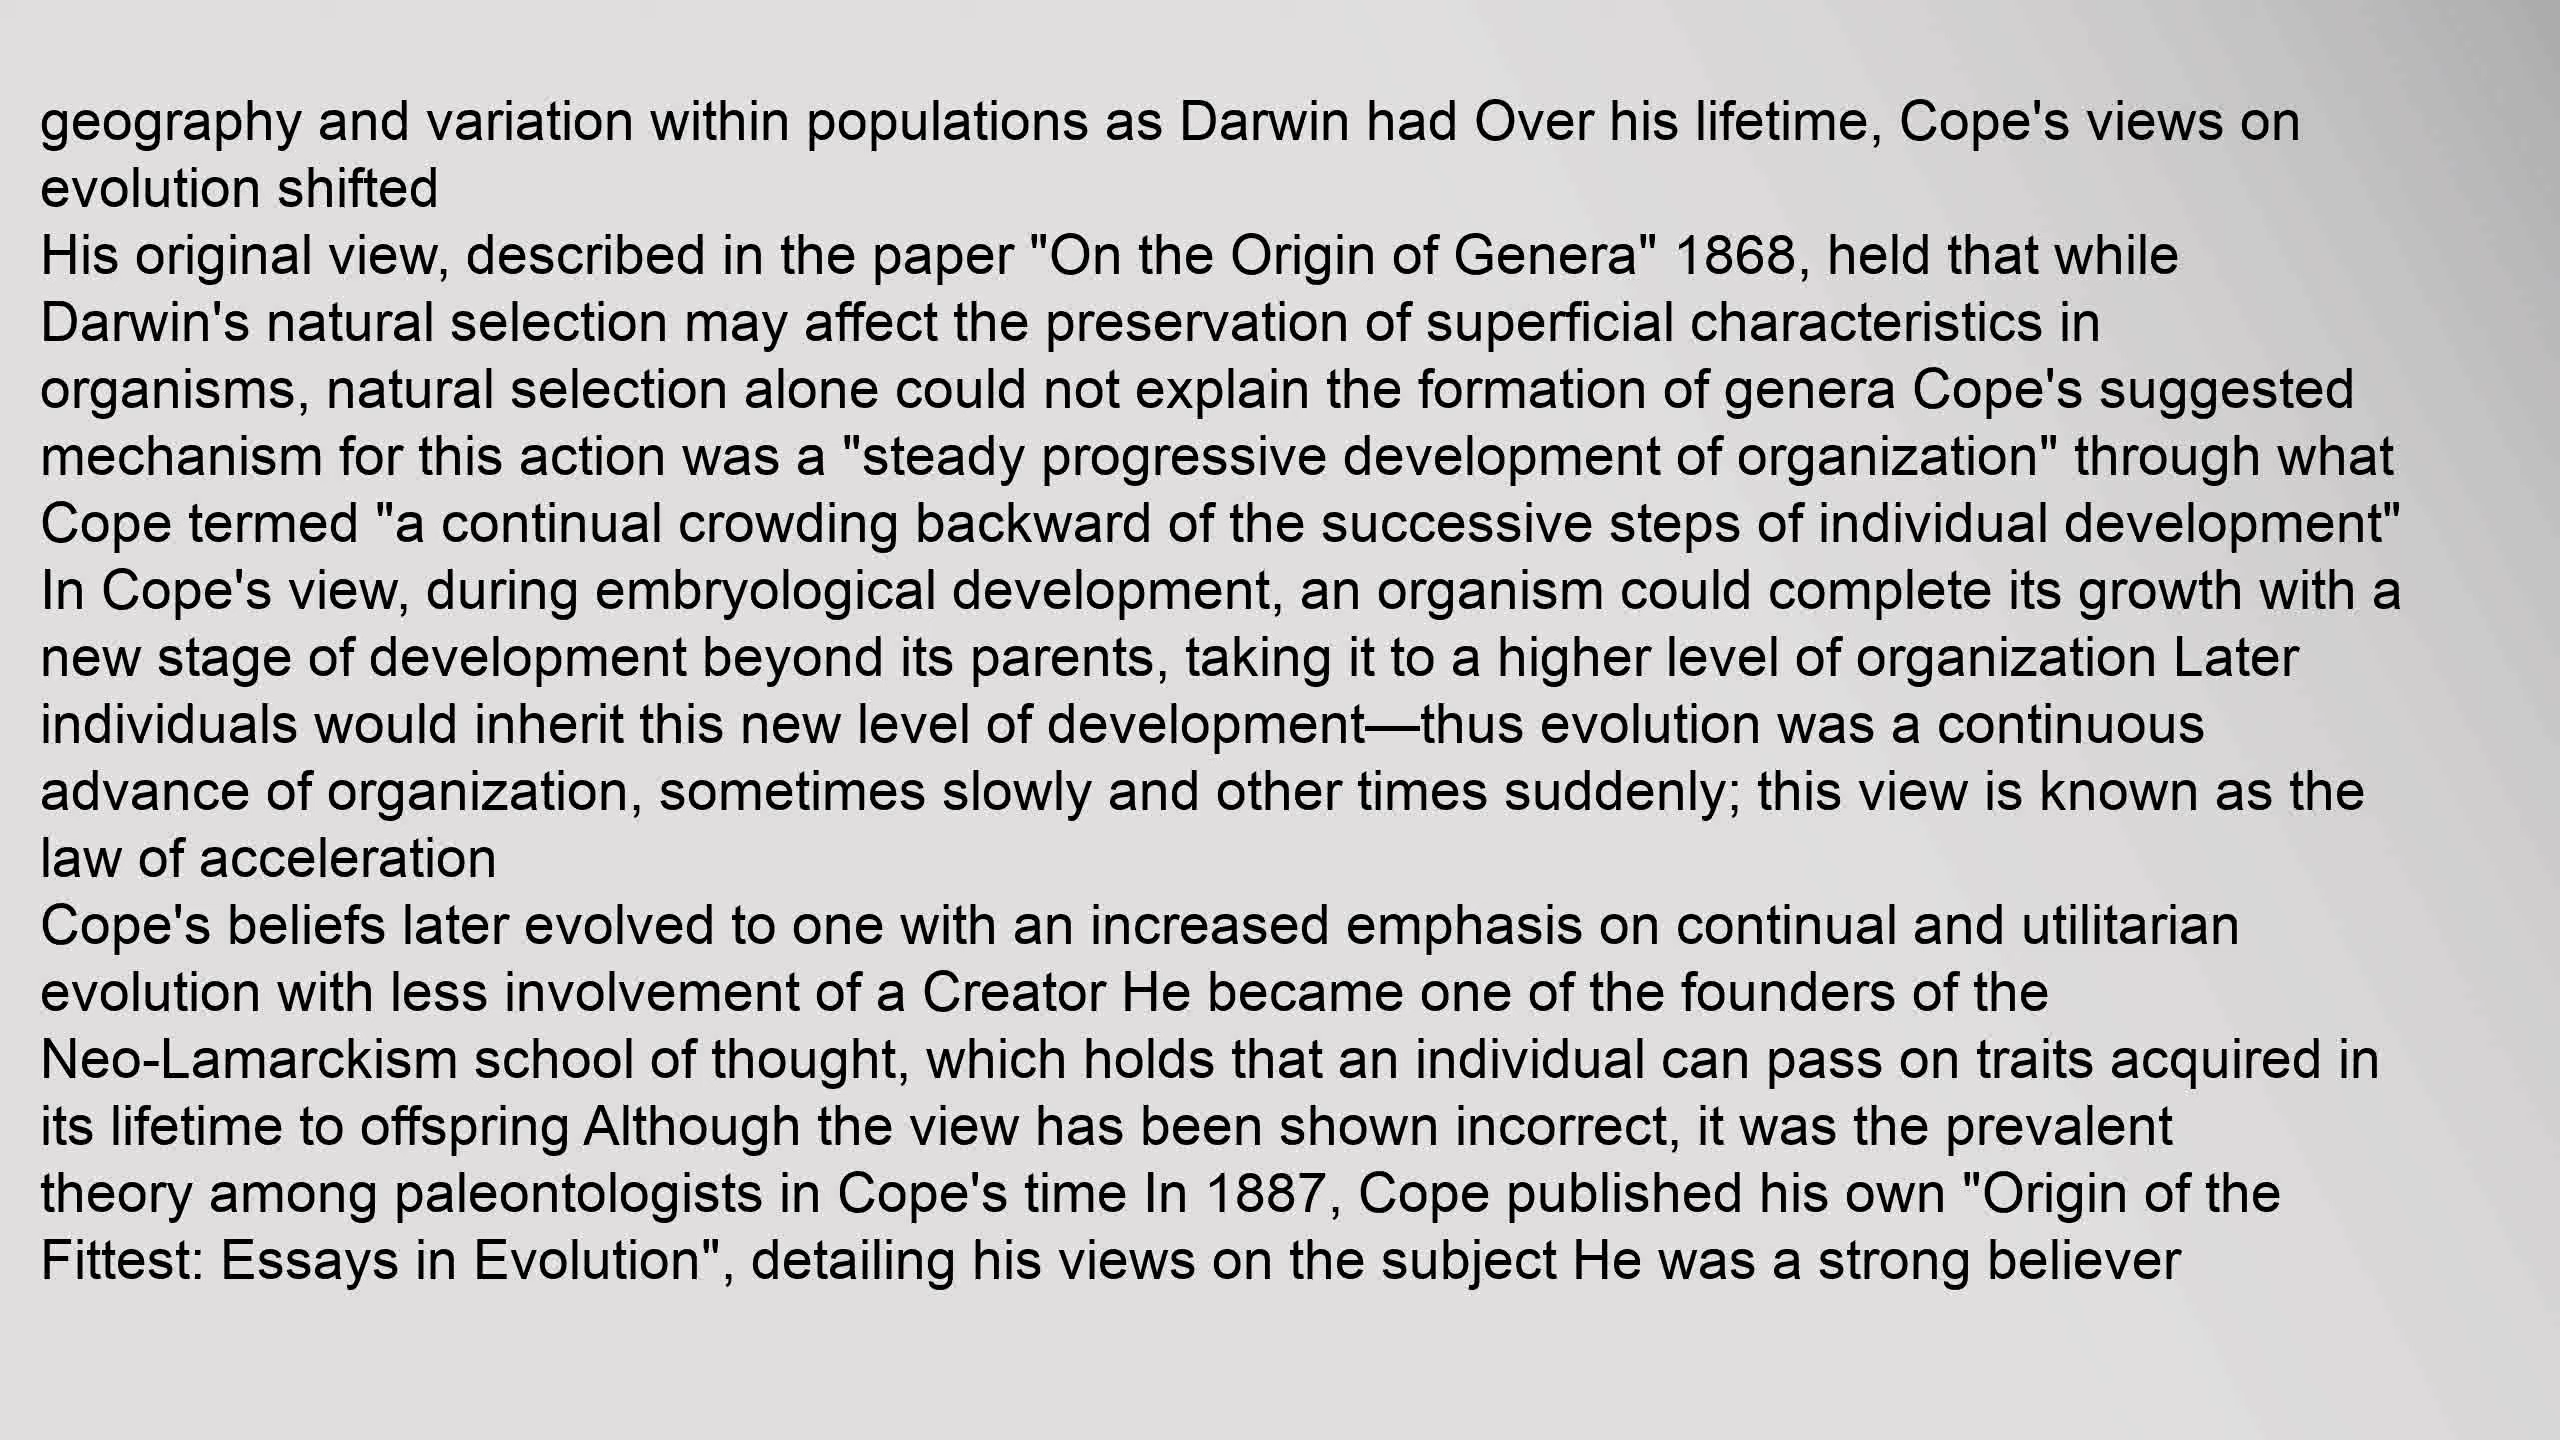 geography and variation within populations as Darwin had Over his lifetime, Cope's views on
evolution shifted
His original view, described in the paper "On the Origin of Genera" 1868, held that while
Darwin's natural selection may affect the preservation of superficial characteristics in
organisms, natural selection alone could not explain the formation of genera Cope's suggested
mechanism for this action was a "steady progressive development of organization" through what
Cope termed "a continual crowding backward of the successive steps of individual development"
In Cope's view, during embryological development, an organism could complete its growth with a
new stage of development beyond its parents, taking it to a higher level of organization Later
individuals would inherit this new level of development—thus evolution was a continuous
advance of organization, sometimes slowly and other times suddenly; this view is known as the
law of acceleration
Cope's beliefs later evolved to one with an increased emphasis on continual and utilitarian
evolution with less involvement of a Creator He became one of the founders of the
Neo-Lamarckism school of thought, which holds that an individual can pass on traits acquired in
its lifetime to offspring Although the view has been shown incorrect, it was the prevalent
theory among paleontologists in Cope's time In 1887, Cope published his own "Origin of the
Fittest: Essays in Evolution", detailing his views on the subject He was a strong believer